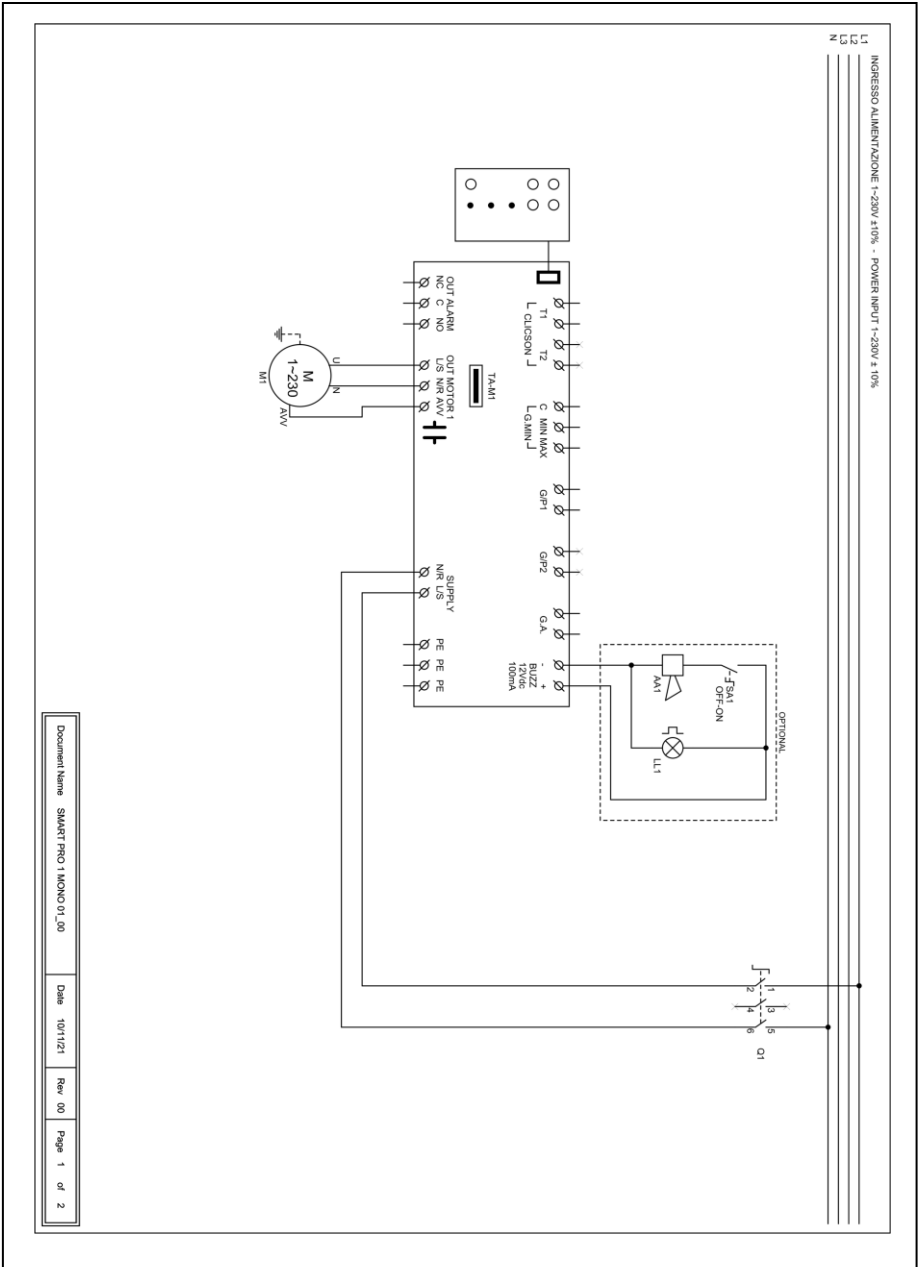 L1
L2
L3
N
INGRESSO ALIMENTAZIONE 1~230V ±10% - POWER INPUT 1~230V ± 10%
OPTIONAL
SA1
OFF-ON
AA1
LL1
1
2
3
4
5
6
Q1
T1
T2
CLICSON
C MIN MAX
G.MIN
G/P1
G/P2
G.A.
- +
BUZZ
12Vdc
100mA
TA-M1
OUT ALARM
NC C NO
OUT MOTOR 1
L/S N/R AVV
SUPPLY
N/R L/S
PE PE PE
U
N
AVV
M
1~230
M1
Document Name SMART PRO 1 MONO 01_00 Date 10/11/21 Rev 00 Page 1 of 2